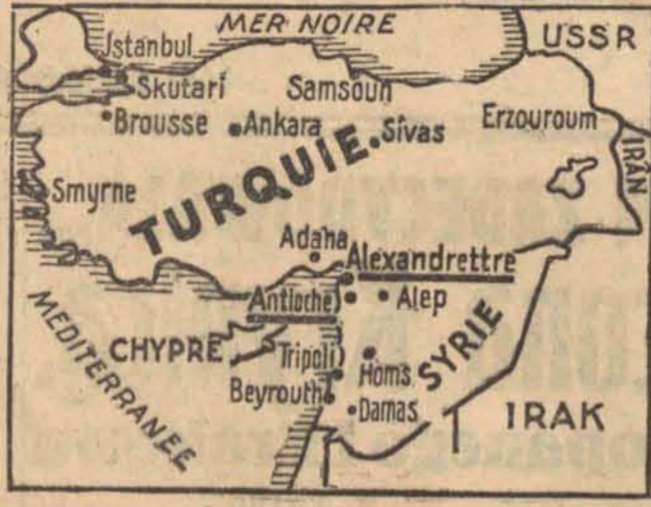 MER NOIRE
USSR
Istanbul
Skutari
Samsoun
Brousse
Ankara
Sivas
Erzouroum
IRÂN
Smyrne
TURQUIE
Adana
Alexandrettre
Antioche
Alep
MEDITERRANEE
CHYPRE
Tripoli
Homs
SYRIE
Beyrouth
Damas
IRAK